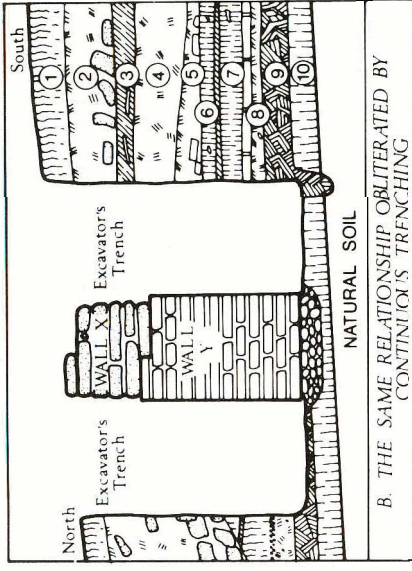 North
South
Excavator's
Trench
WALL X
Excavator's
Trench
WALL
Y
1
2
3
4
5
6
7
8
9
10
NATURAL SOIL
B. THE SAME RELATIONSHIP OBLITERATED BY
CONTINUOUS TRENCHING